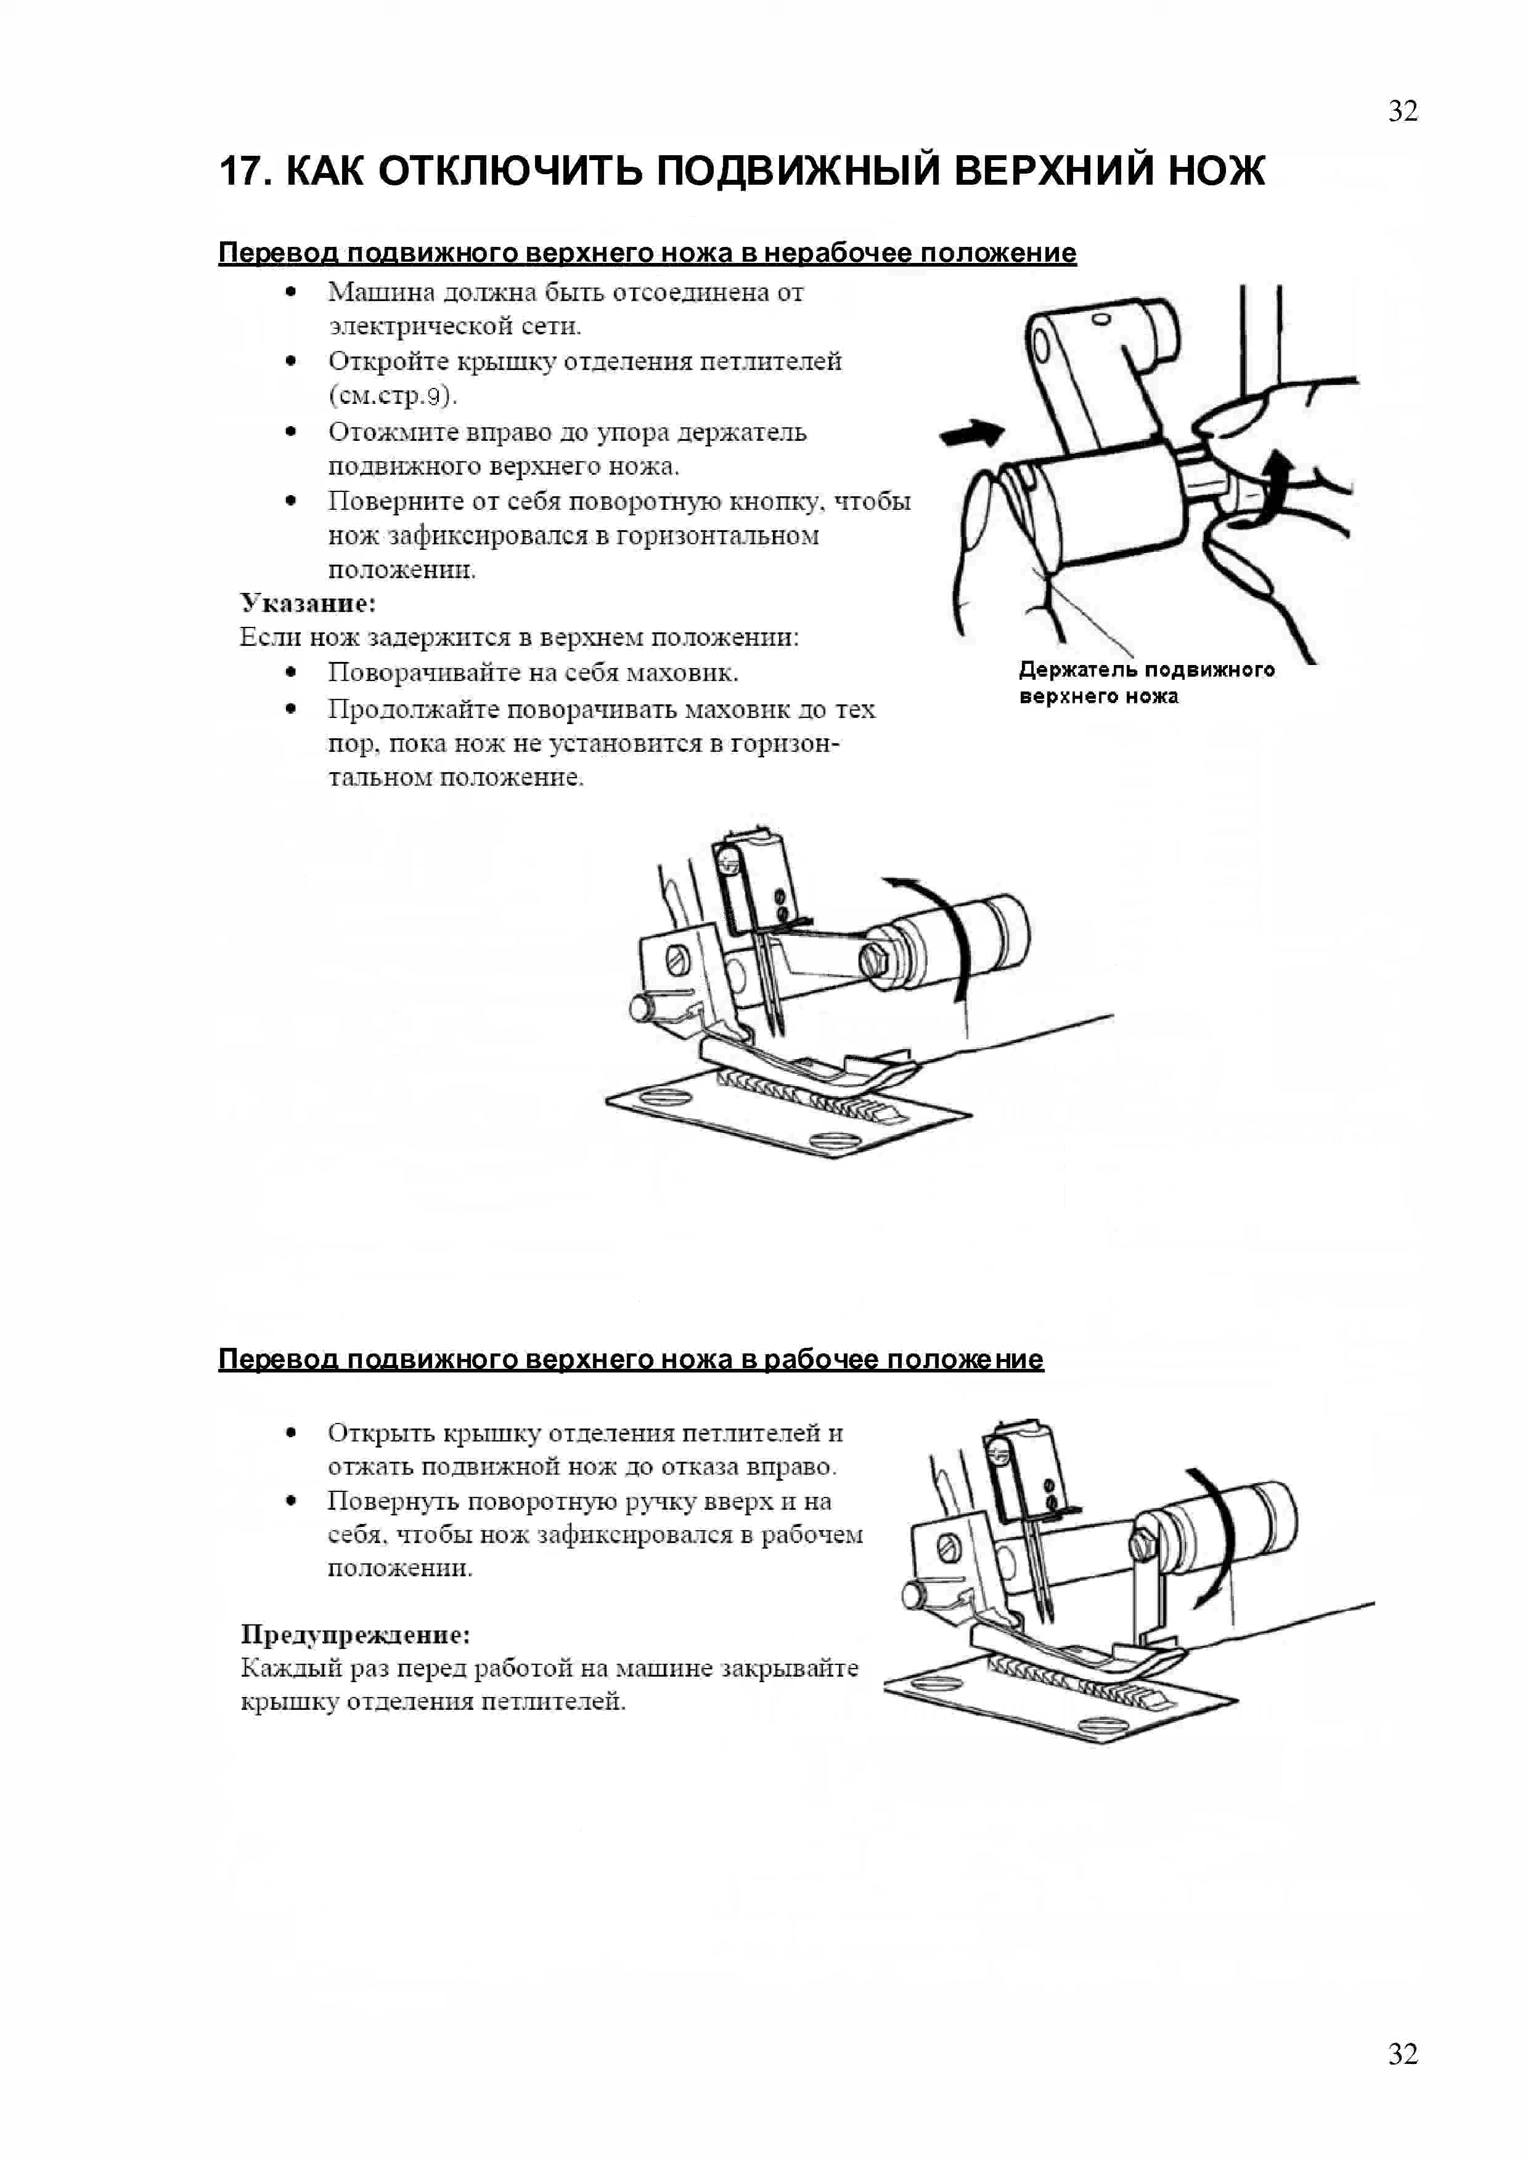 32
17. КАК ОТКЛЮЧИТЬ ПОДВИЖНЫЙ ВЕРХНИЙ НОЖ
Перевод подвижного верхнего ножа в нерабочее положение
• Машина должна быть отсоединена от
электрической сети.
• Откройте крышку отделения петлителей
(см.стр.9).
• Отожмите вправо до упора держатель
подвижного верхнего ножа.
• Поверните от себя поворотную кнопку, чтобы
нож зафиксировался в горизонтальном
положении.
Указание:
Если нож задержится в верхнем положении:
• Поворачивайте на себя маховик.
• Продолжайте поворачивать маховик до тех
пор, пока нож не установится в горизон-
тальном положение.
Держатель подвижного
верхнего ножа
Перевод подвижного верхнего ножа в рабочее положение
• Открыть крышку отделения петлителей и
отжать подвижной нож до отказа вправо.
• Повернуть поворотную ручку вверх и на
себя, чтобы нож зафиксировался в рабочем
положении.
Предупреждение:
Каждый раз перед работой на машине закрывайте
крышку отделения петлителей.
32